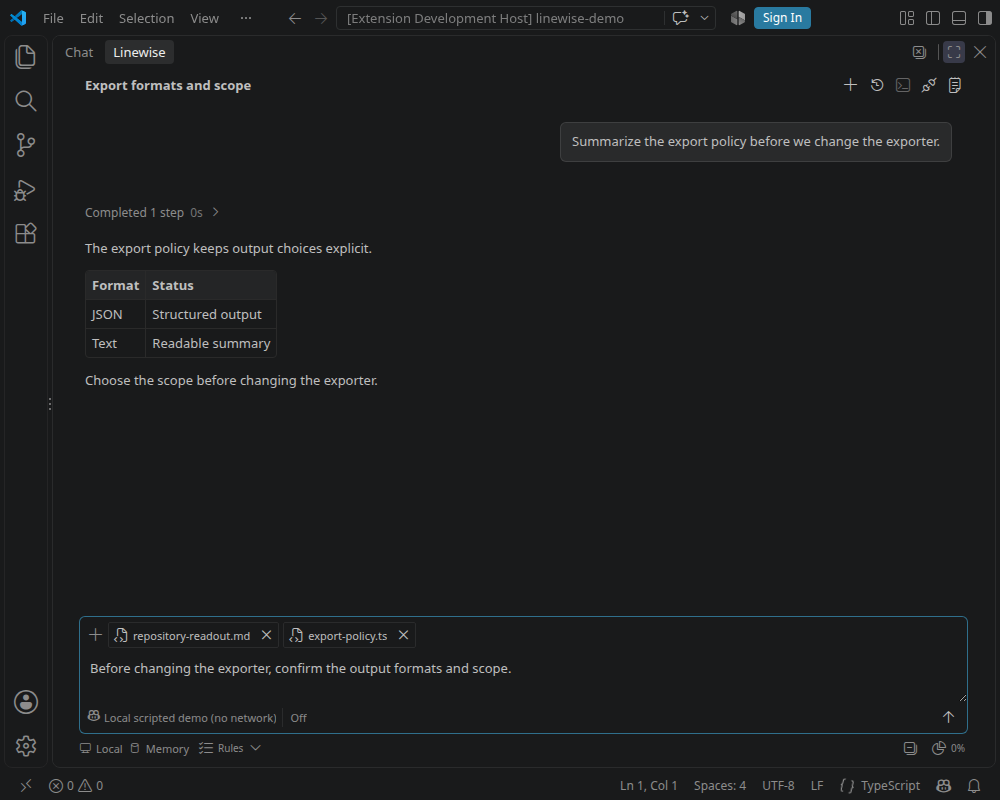 File Edit Selection View ··· [Extension Development Host] linewise-demo Sign In
Chat Linewise
Export formats and scope
Summarize the export policy before we change the exporter.
Completed 1 step 0s
The export policy keeps output choices explicit.
Format Status
JSON Structured output
Text Readable summary
Choose the scope before changing the exporter.
repository-readout.md export-policy.ts
Before changing the exporter, confirm the output formats and scope.
Local scripted demo (no network) Off
Local Memory Rules 0%
0 0 Ln 1, Col 1 Spaces: 4 UTF-8 LF { } TypeScript